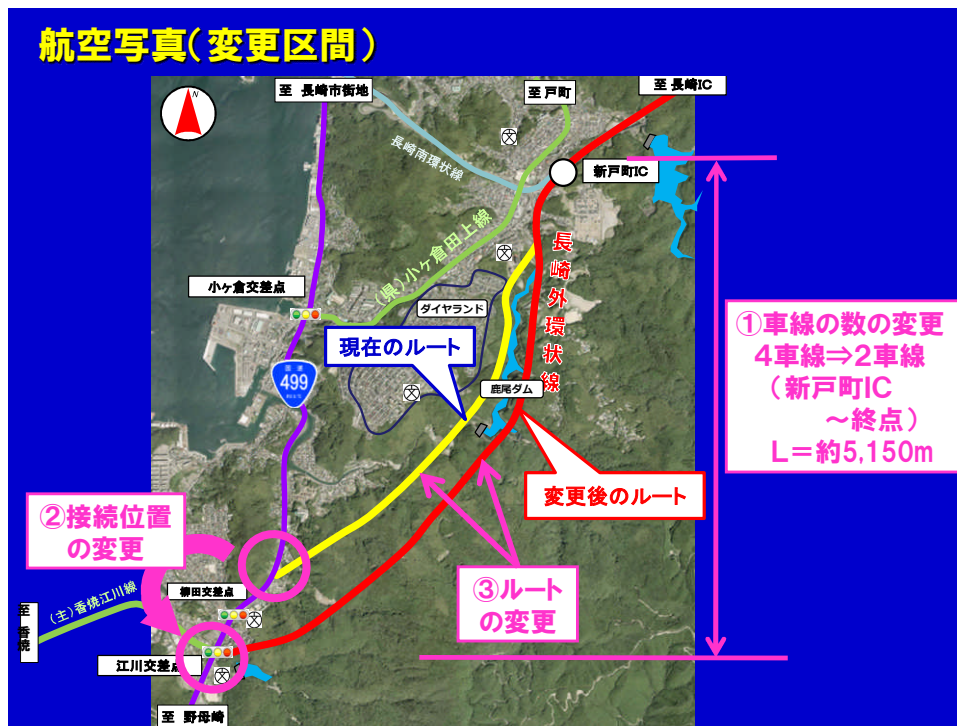 航空写真(変更区間)
至 長崎市街地
至 戸町
至 長崎IC
N
長崎南環状線
新戸町IC
(県)小ヶ倉田上線
長崎外環状線
小ヶ倉交差点
ダイヤランド
現在のルート
国道
499
鹿尾ダム
①車線の数の変更
4車線⇒2車線
(新戸町IC
~終点)
L=約5,150m
変更後のルート
②接続位置
の変更
③ルート
の変更
柳田交差点
(主)香焼江川線
至 香焼
江川交差点
至 野母崎